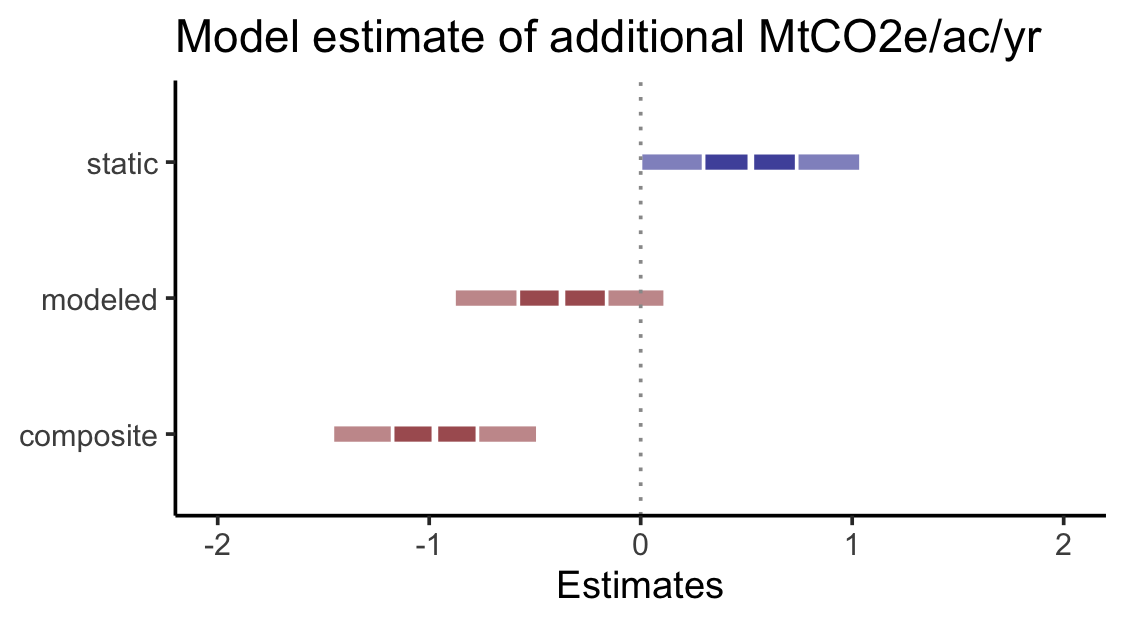 Model estimate of additional MtCO2e/ac/yr
static
modeled
composite
-2 -1 0 1 2
Estimates